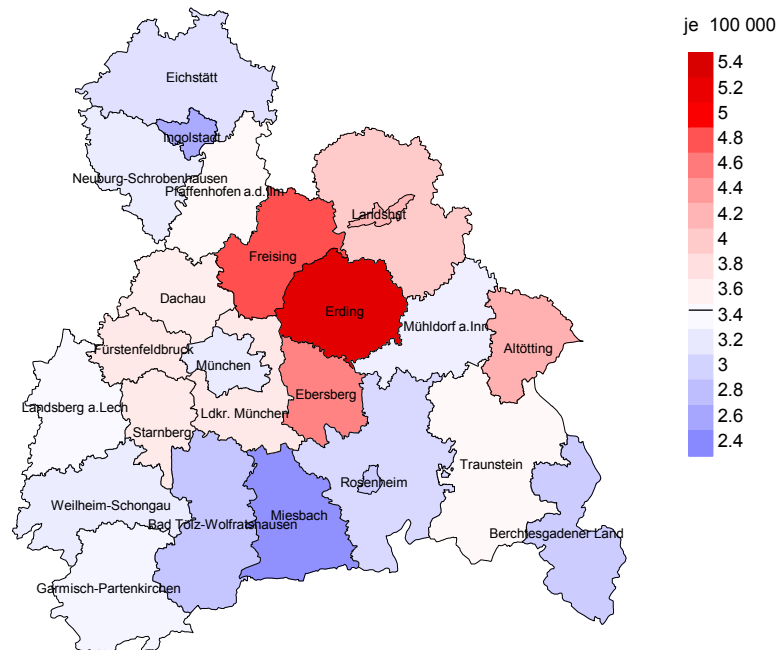 je 100 000
5.4
5.2
5
4.8
4.6
4.4
4.2
4
3.8
3.6
3.4
3.2
3
2.8
2.6
2.4
Eichstätt
Ingolstadt
Neuburg-Schrobenhausen
Pfaffenhofen a.d.Ilm
Landshut
Freising
Dachau
Erding
Mühldorf a.Inn
Fürstenfeldbruck
München
Altötting
Ebersberg
Landsberg a.Lech
Ldkr. München
Starnberg
Traunstein
Rosenheim
Weilheim-Schongau
Miesbach
Bad Tölz-Wolfratshausen
Berchtesgadener Land
Garmisch-Partenkirchen